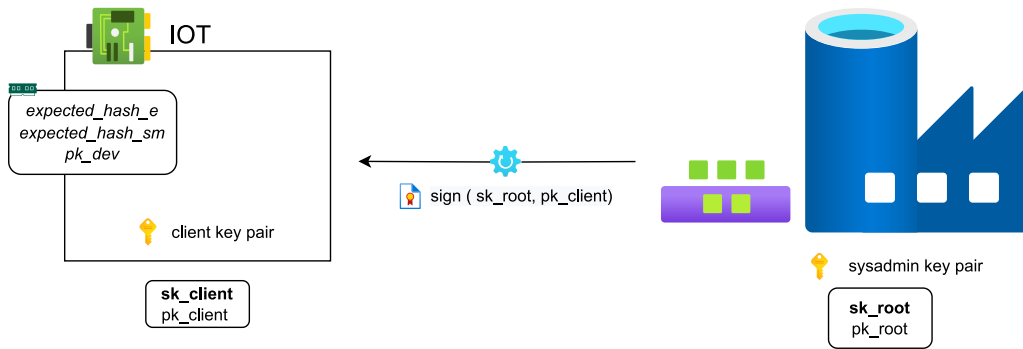 IOT
expected_hash_e
expected_hash_sm
pk_dev
sign ( sk_root, pk_client)
client key pair
sk_client
pk_client
sysadmin key pair
sk_root
pk_root